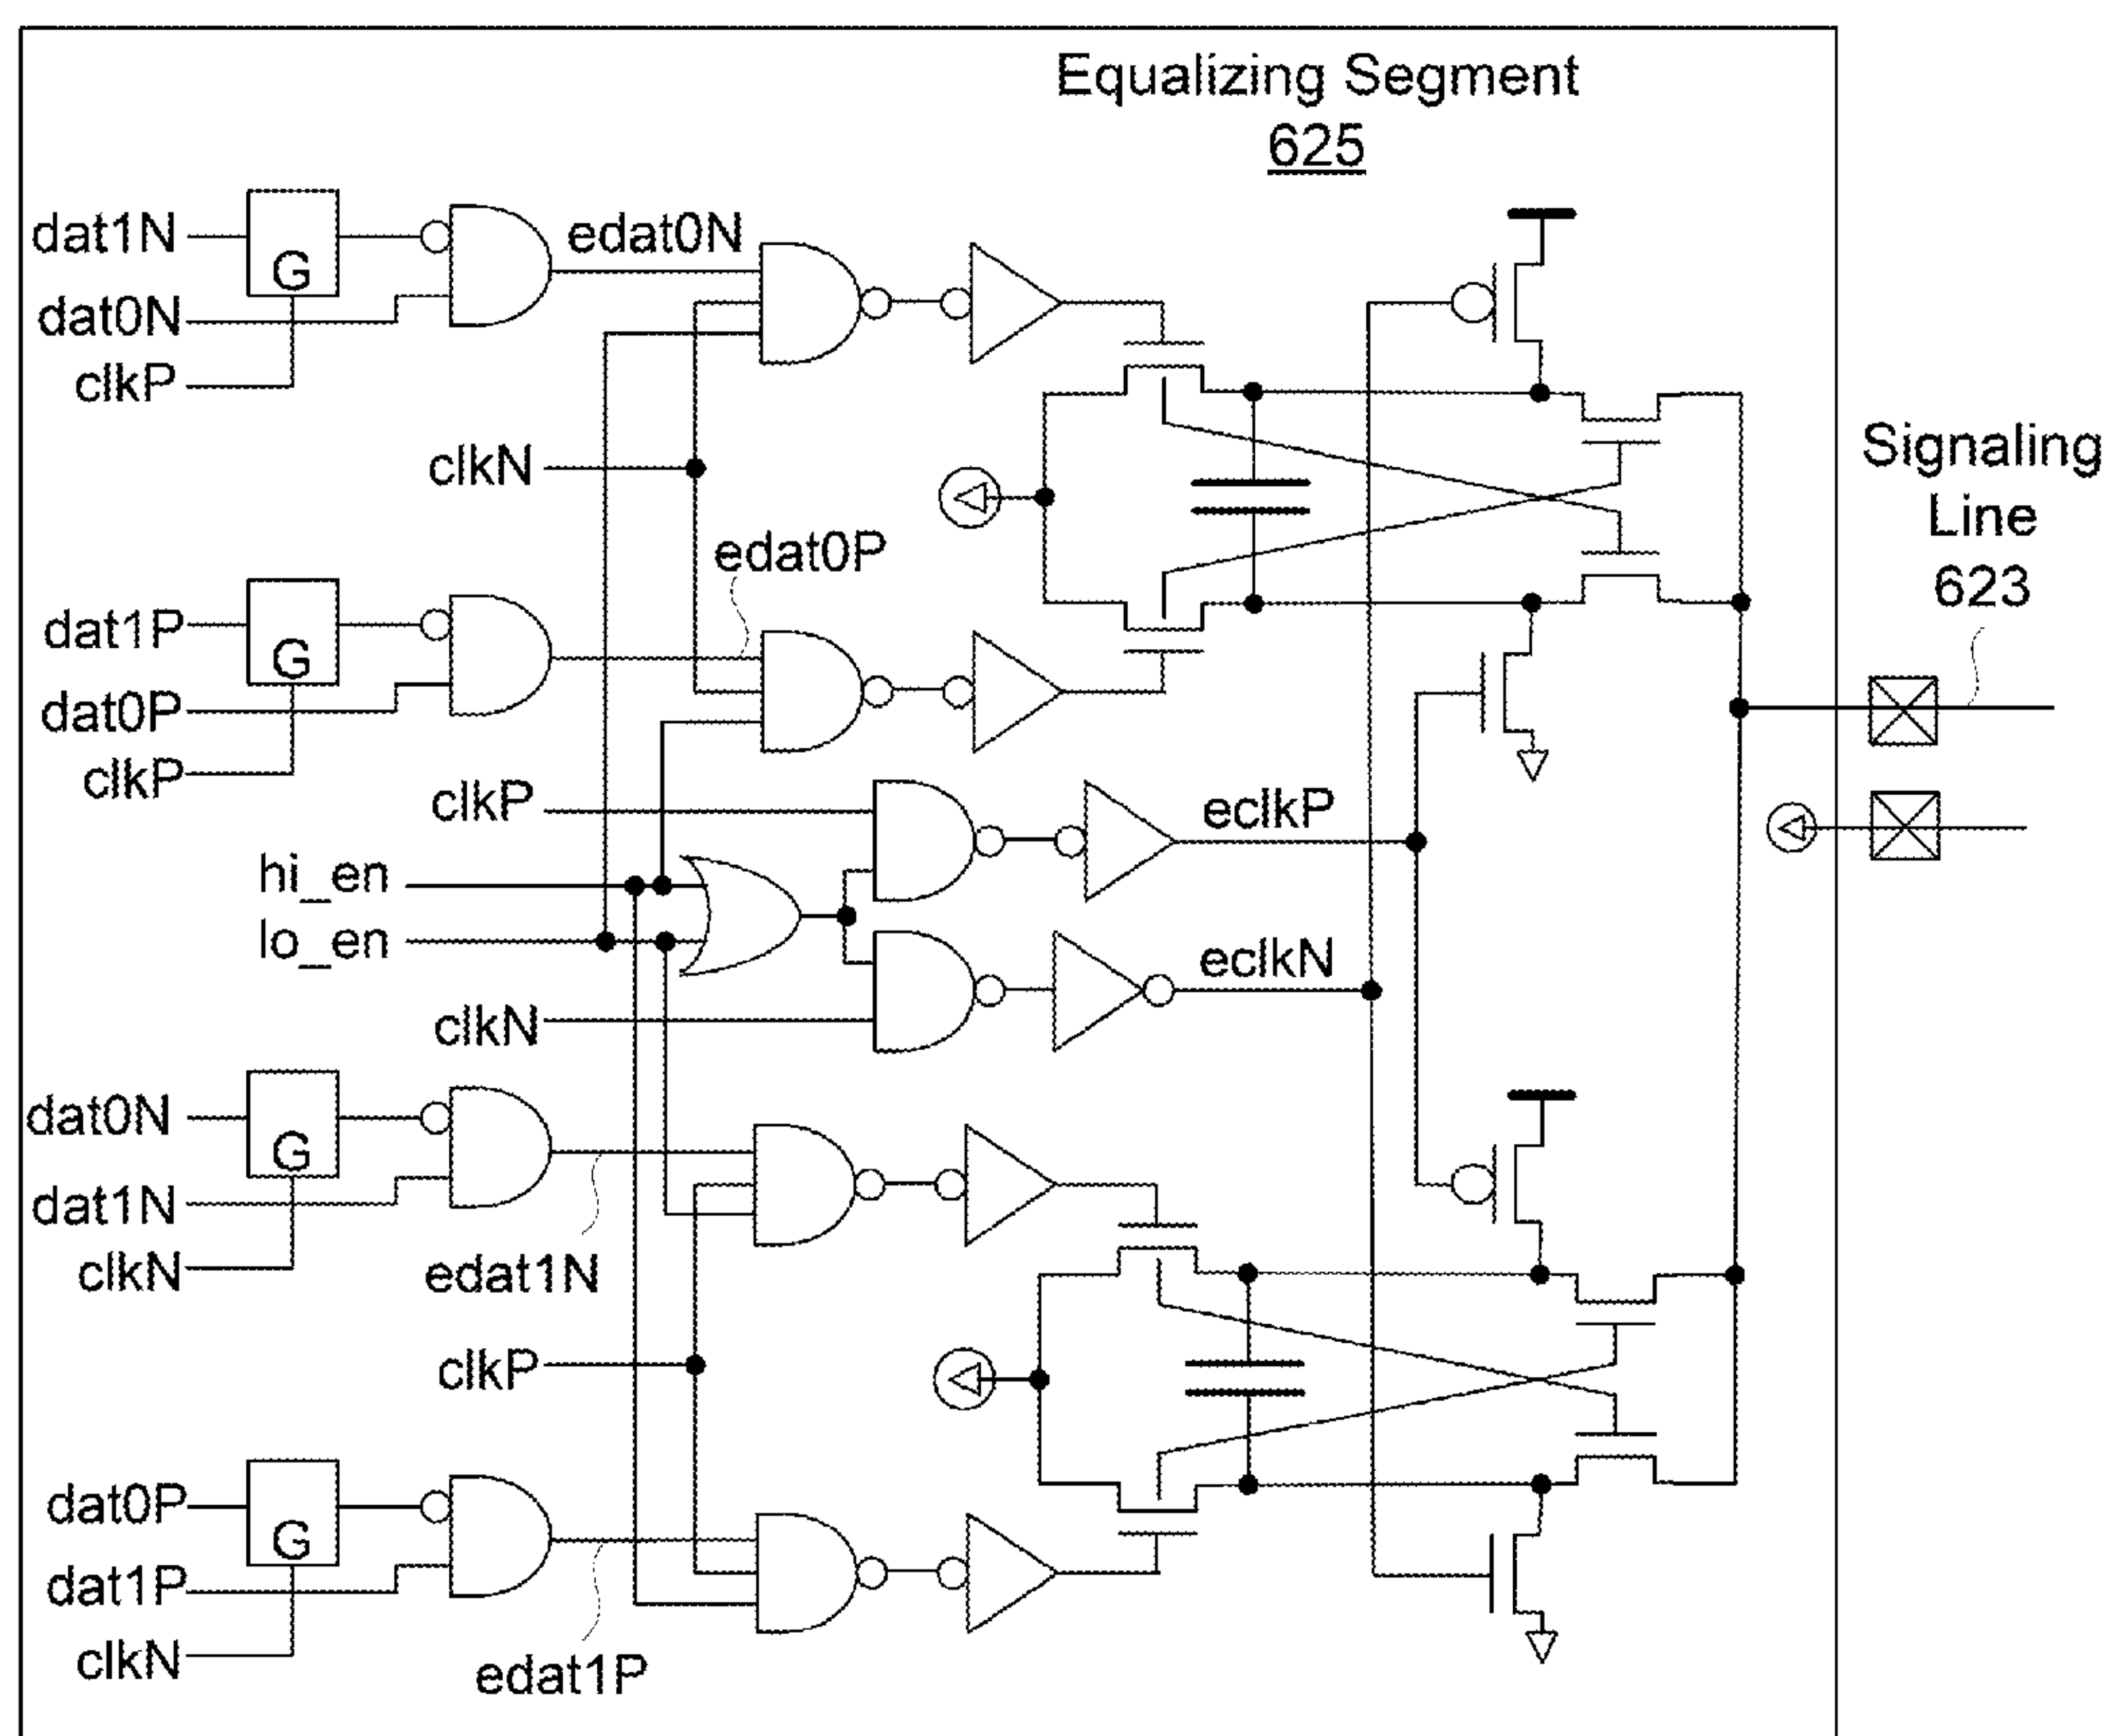 Equalizing Segment
625
dat1N
G
dat0N
clkP
edat0N
clkN
Signaling
Line
623
edat0P
dat1P
G
dat0P
clkP
clkP
eclkP
hi_en
lo_en
eclkN
clkN
dat0N
G
dat1N
clkN
edat1N
clkP
dat0P
G
dat1P
clkN
edat1P